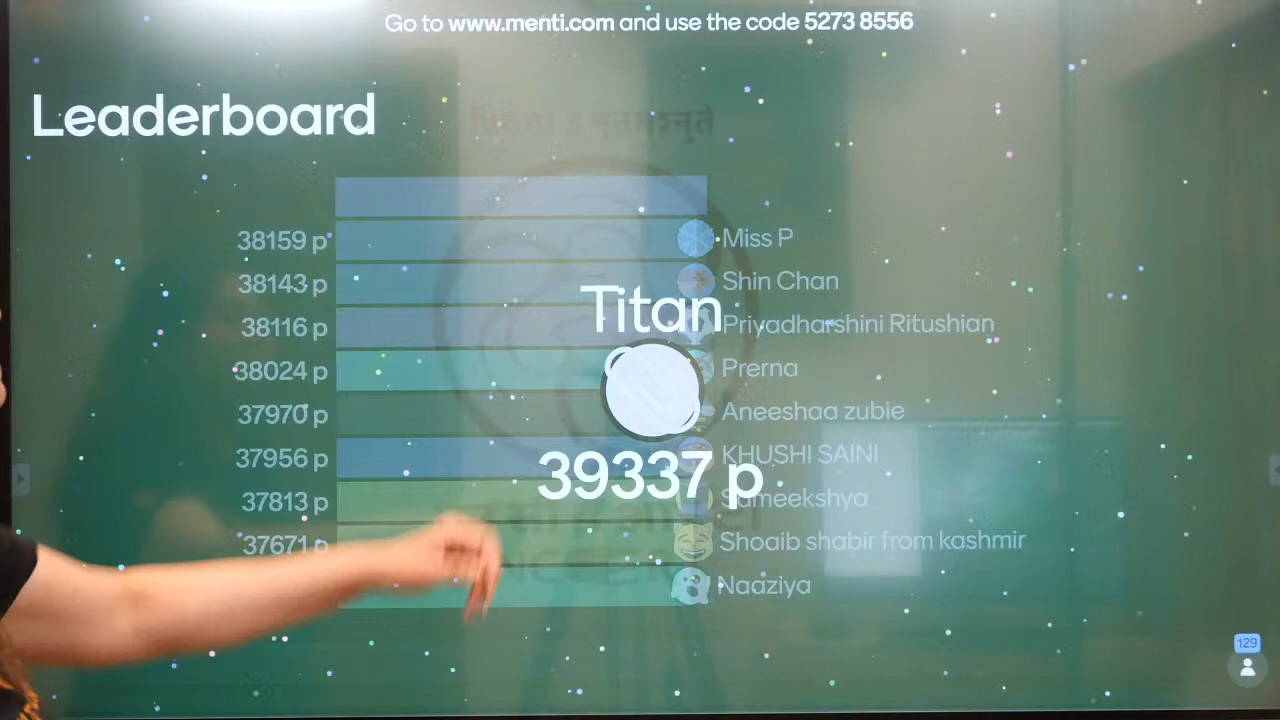 Go to www.menti.com and use the code 5273 8556
Leaderboard
38159 p Miss P
38143 p Shin Chan
Titan
38116 p Priyadharshini Ritushian
38024 p Prerna
37970 p Aneeshaa zubie
37956 p KHUSHI SAINI
39337 p
37813 p Sameekshya
37671 p Shoaib shabir from kashmir
Naaziya
129